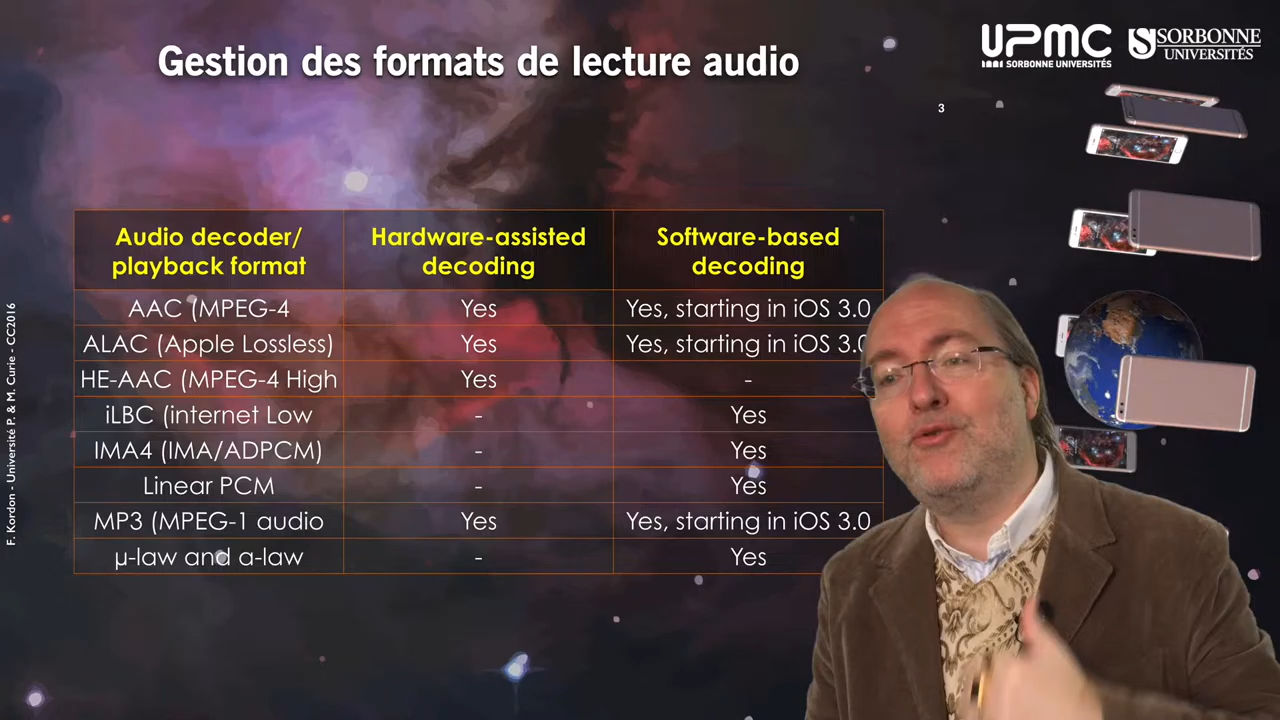 Gestion des formats de lecture audio
UPMC
SORBONNE UNIVERSITÉS
S SORBONNE
UNIVERSITÉS
3
Audio decoder/
playback format
Hardware-assisted
decoding
Software-based
decoding
AAC (MPEG-4 Yes Yes, starting in iOS 3.0
ALAC (Apple Lossless) Yes Yes, starting in iOS 3.0
HE-AAC (MPEG-4 High Yes -
iLBC (internet Low - Yes
IMA4 (IMA/ADPCM) - Yes
Linear PCM - Yes
MP3 (MPEG-1 audio Yes Yes, starting in iOS 3.0
µ-law and a-law - Yes
F. Kordon - Université P. & M. Curie - CC2016